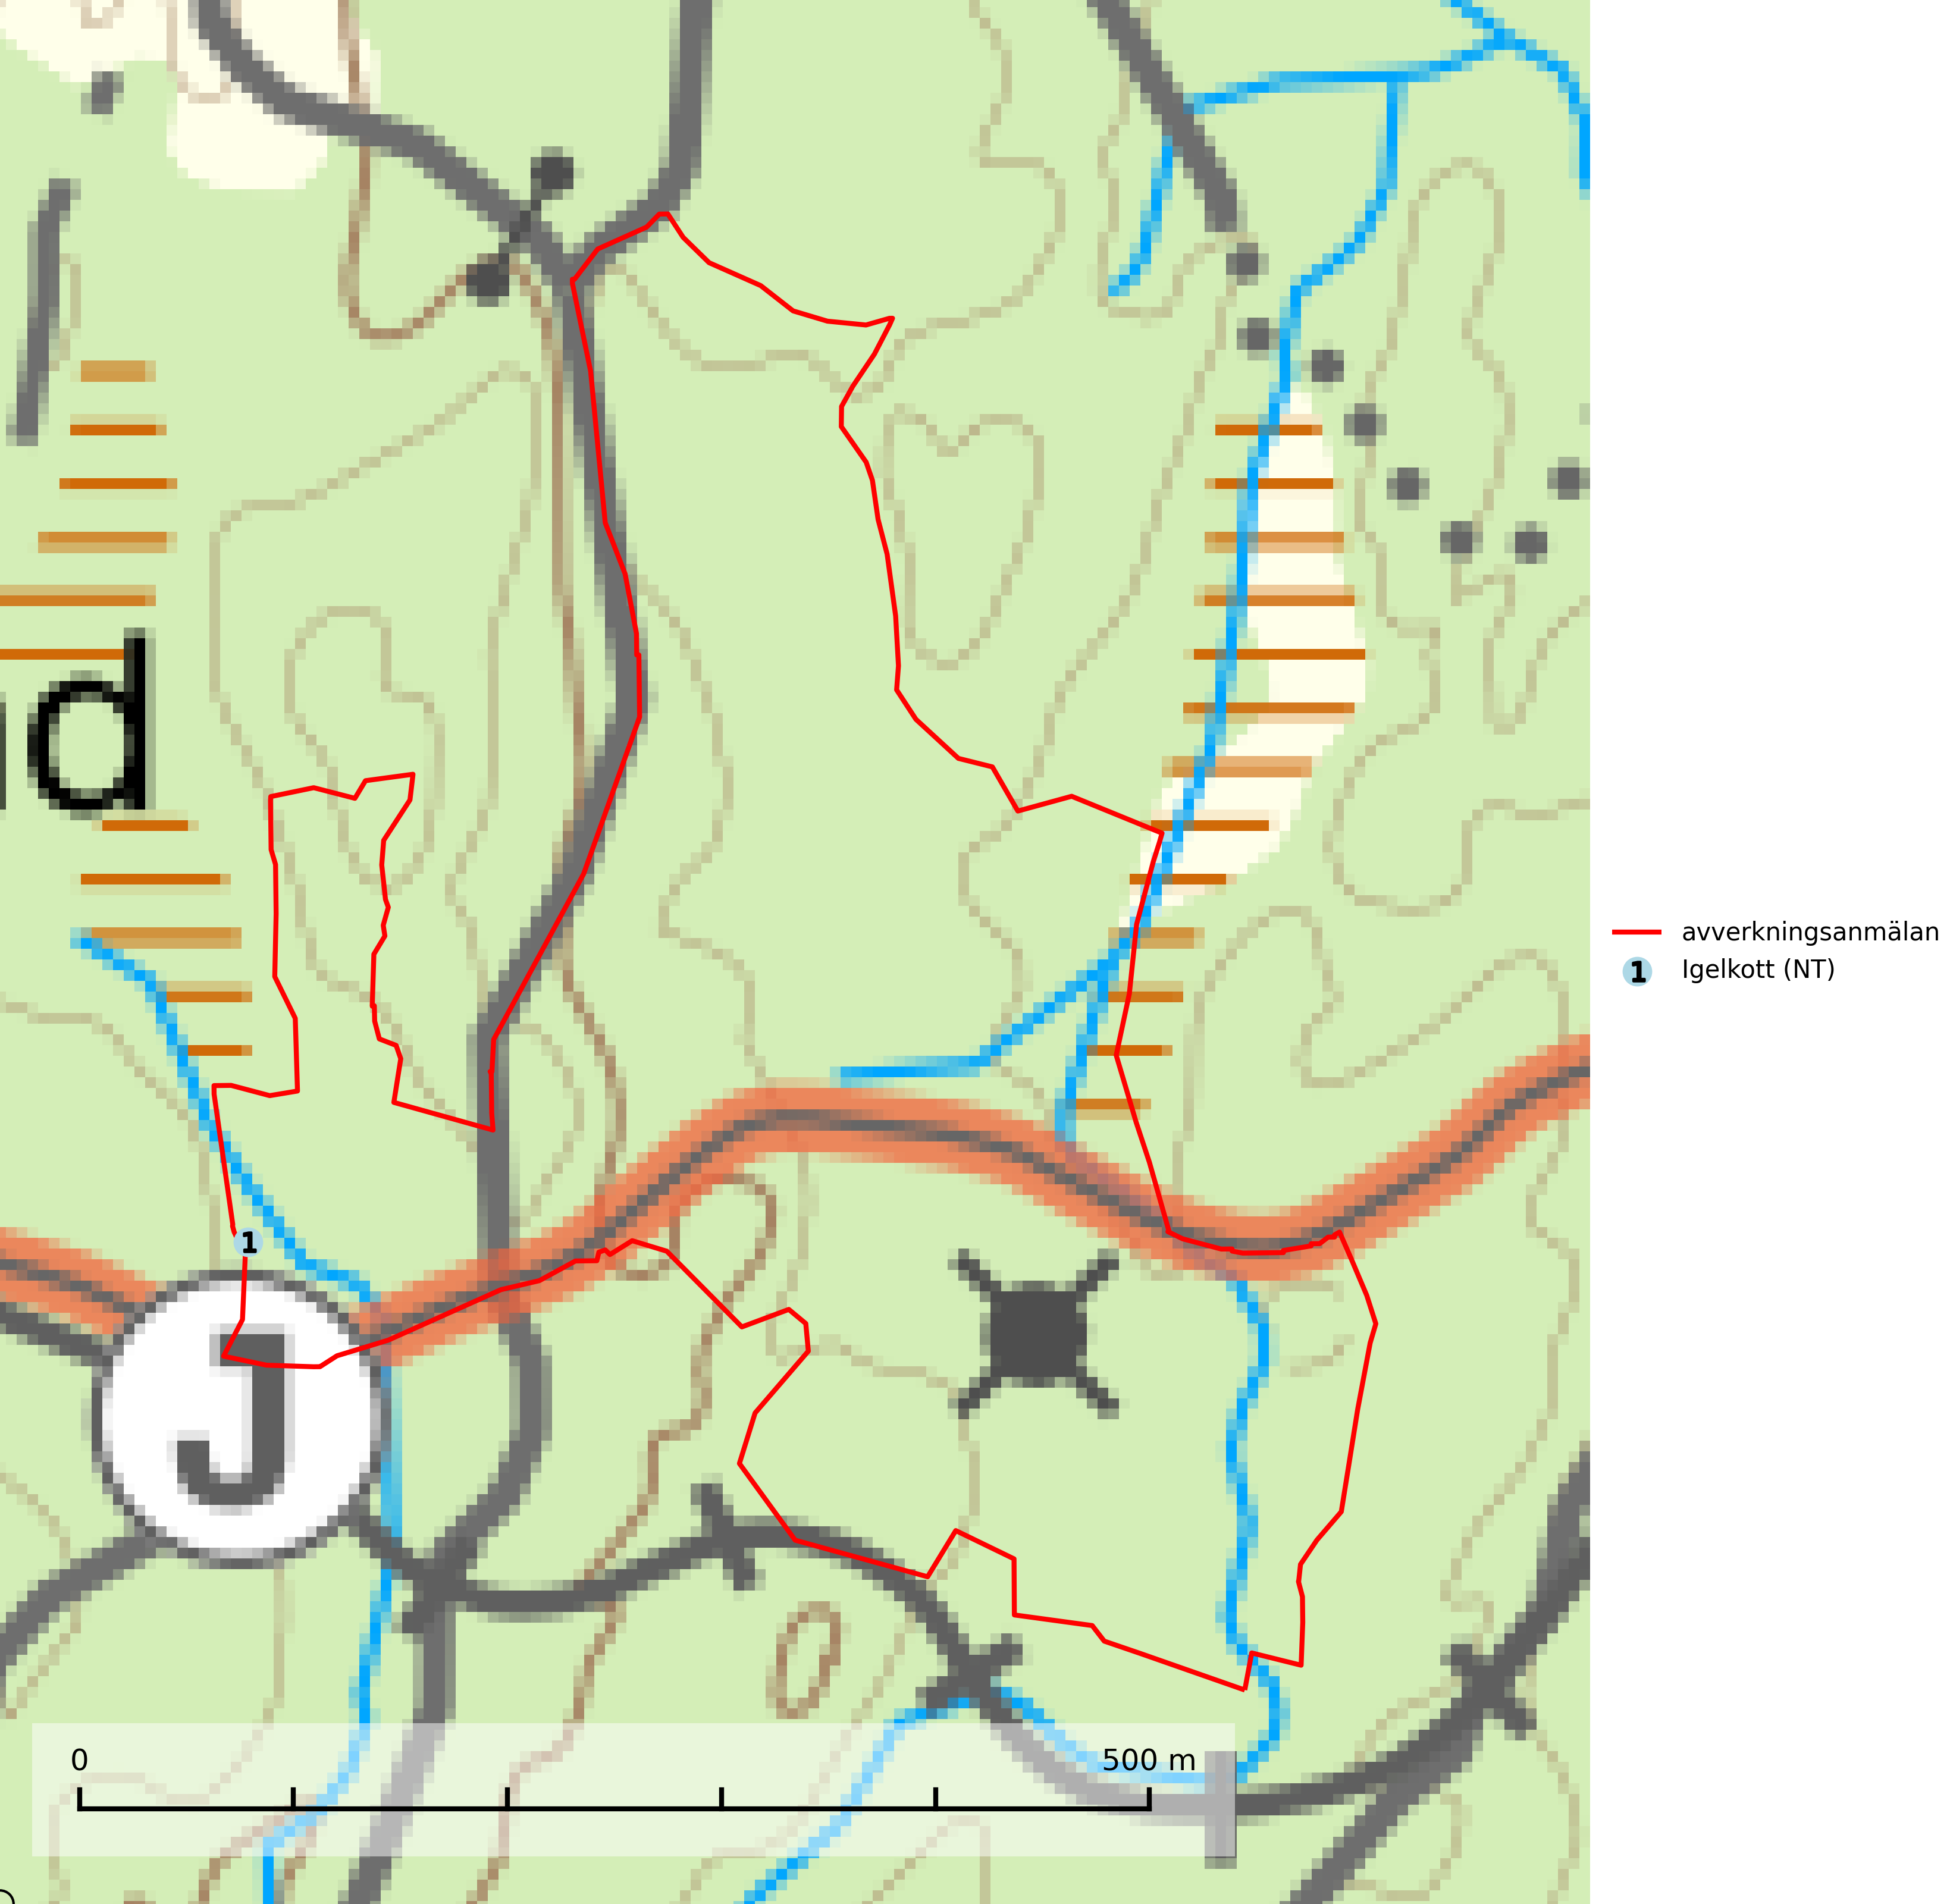 d
avverkningsanmälan
1 Igelkott (NT)
1
J
0 500 m